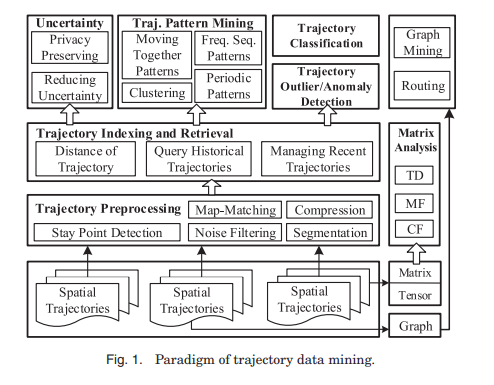 Uncertainty
Privacy
Preserving
Reducing
Uncertainty
Traj. Pattern Mining
Moving
Together
Patterns
Clustering
Freq. Seq.
Patterns
Periodic
Patterns
Trajectory
Classification
Trajectory
Outlier/Anomaly
Detection
Graph
Mining
Routing
Trajectory Indexing and Retrieval
Distance of
Trajectory
Query Historical
Trajectories
Managing Recent
Trajectories
Matrix
Analysis
TD
MF
CF
Trajectory Preprocessing
Map-Matching
Compression
Stay Point Detection
Noise Filtering
Segmentation
Spatial
Trajectories
Spatial
Trajectories
Spatial
Trajectories
Matrix
Tensor
Graph
Fig. 1. Paradigm of trajectory data mining.